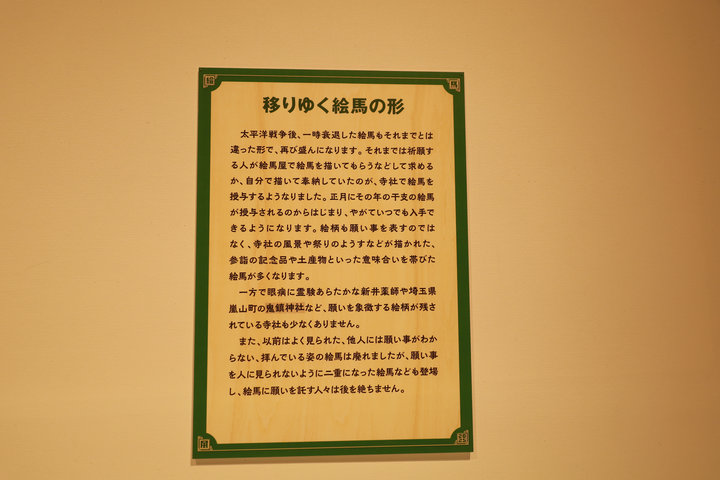 移りゆく絵馬の形
太平洋戦争後、一時衰退した絵馬もそれまでとは
違った形で、再び盛んになります。それまでは祈願す
る人が絵馬屋で絵馬を描いてもらうなどして求める
か、自分で描いて奉納していたのが、寺社で絵馬を
授与するようなりました。正月にその年の干支の絵馬
が授与されるのからはじまり、やがていつでも入手で
きるようになります。絵柄も願い事を表すのでは
なく、寺社の風景や祭りのようすなどが描かれた、
参詣の記念品や土産物といった意味合いを帯びた
絵馬が多くなります。
一方で眼病に霊験あらたかな新井薬師や埼玉県
嵐山町の鬼鎮神社など、願いを象徴する絵柄が残さ
れている寺社も少なくありません。
また、以前はよく見られた、他人には願い事がわか
らない、拝んでいる姿の絵馬は廃れましたが、願い事
を人に見られないように二重になった絵馬なども登場
し、絵馬に願いを託す人々は後を絶ちません。